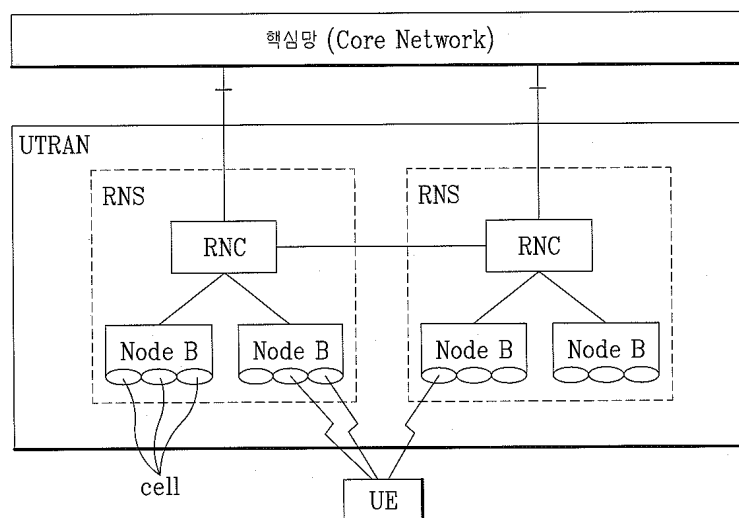 핵심망 (Core Network)
UTRAN
RNS
RNS
RNC
RNC
Node B
Node B
Node B
Node B
cell
UE